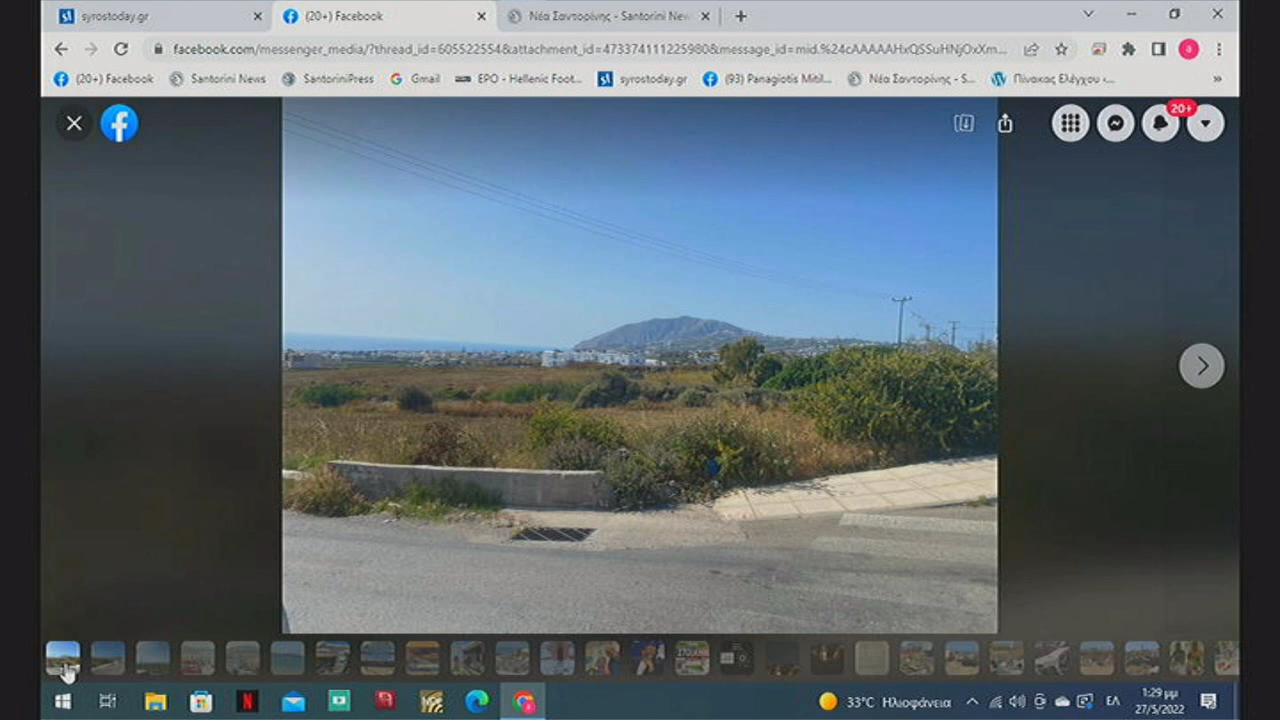 syrostoday.gr
(20+) Facebook
Νέα Σαντορίνης - Santorini New
facebook.com/messenger_media/?thread_id=605522554&attachment_id=473374111225980&message_id=mid.%24cAAAAAHxQSSuHNjOxXm...
(20+) Facebook
Santorini News
SantoriniPress
Gmail
EPO - Hellenic Foot...
syrostoday.gr
(93) Panagiotis Mitil...
Νέα Σαντορίνης - S...
Πίνακας Ελέγχου ‹...
20+
33°C Ηλιοφάνεια
ΕΛ
1:29 μμ
27/5/2022